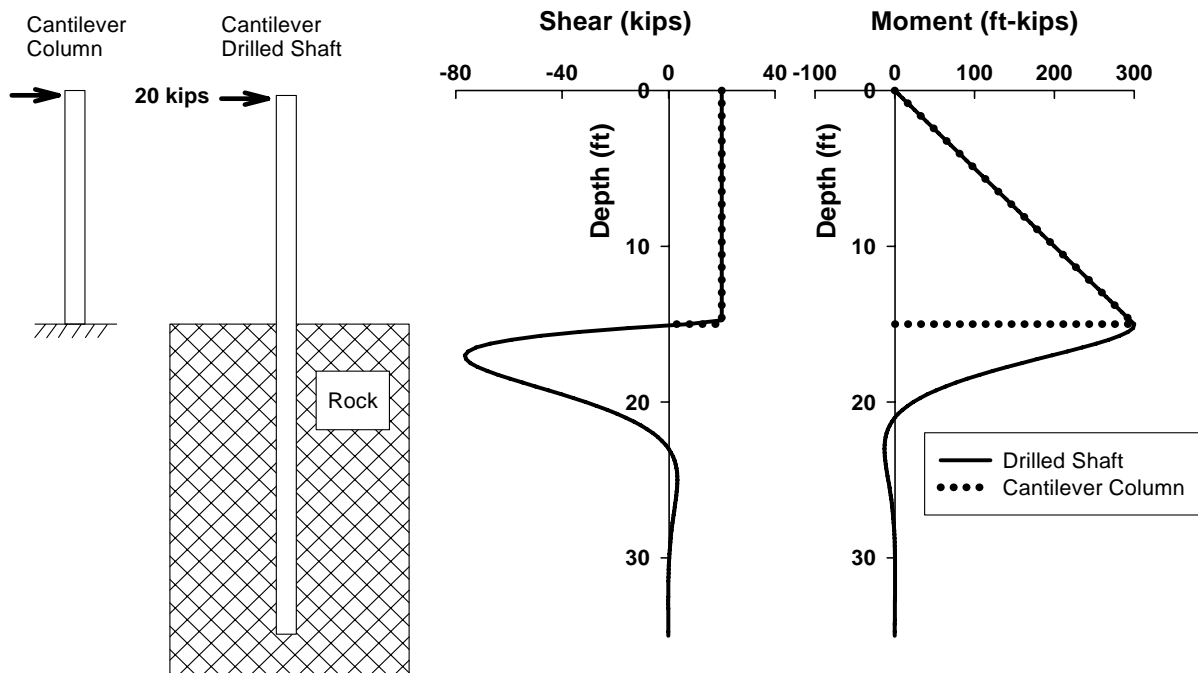 Cantilever
Column
Cantilever
Drilled Shaft
20 kips
Rock
Shear (kips)
-80 -40 0 40
Depth (ft)
0
10
20
30
Moment (ft-kips)
-100 0 100 200 300
Depth (ft)
0
10
20
30
Drilled Shaft
Cantilever Column